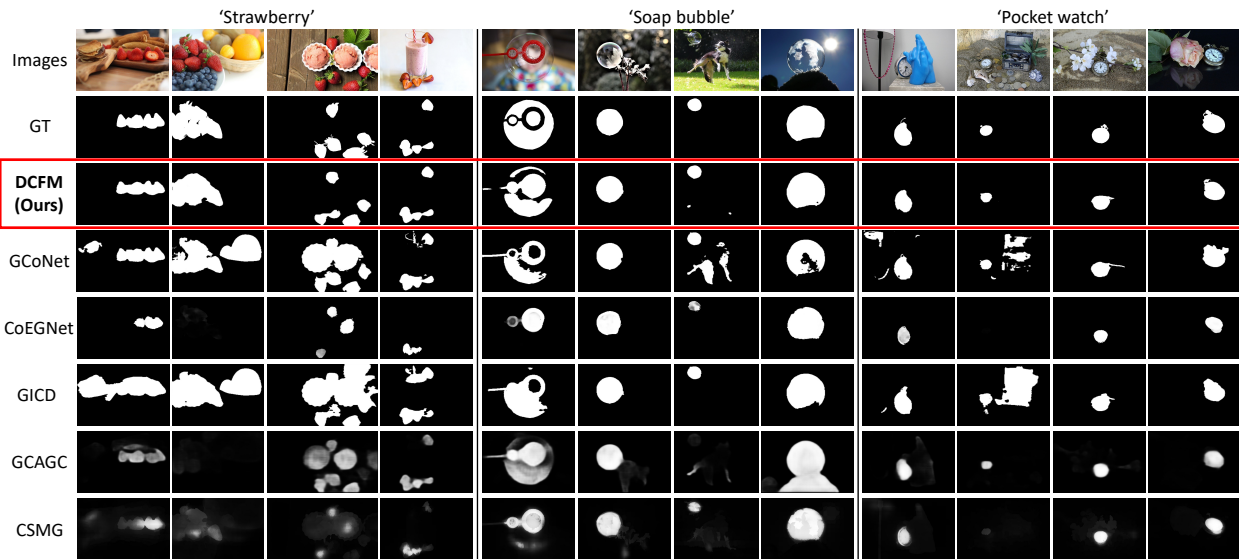 ‘Strawberry’
‘Soap bubble’
‘Pocket watch’
Images
GT
DCFM
(Ours)
GCoNet
CoEGNet
GICD
GCAGC
CSMG